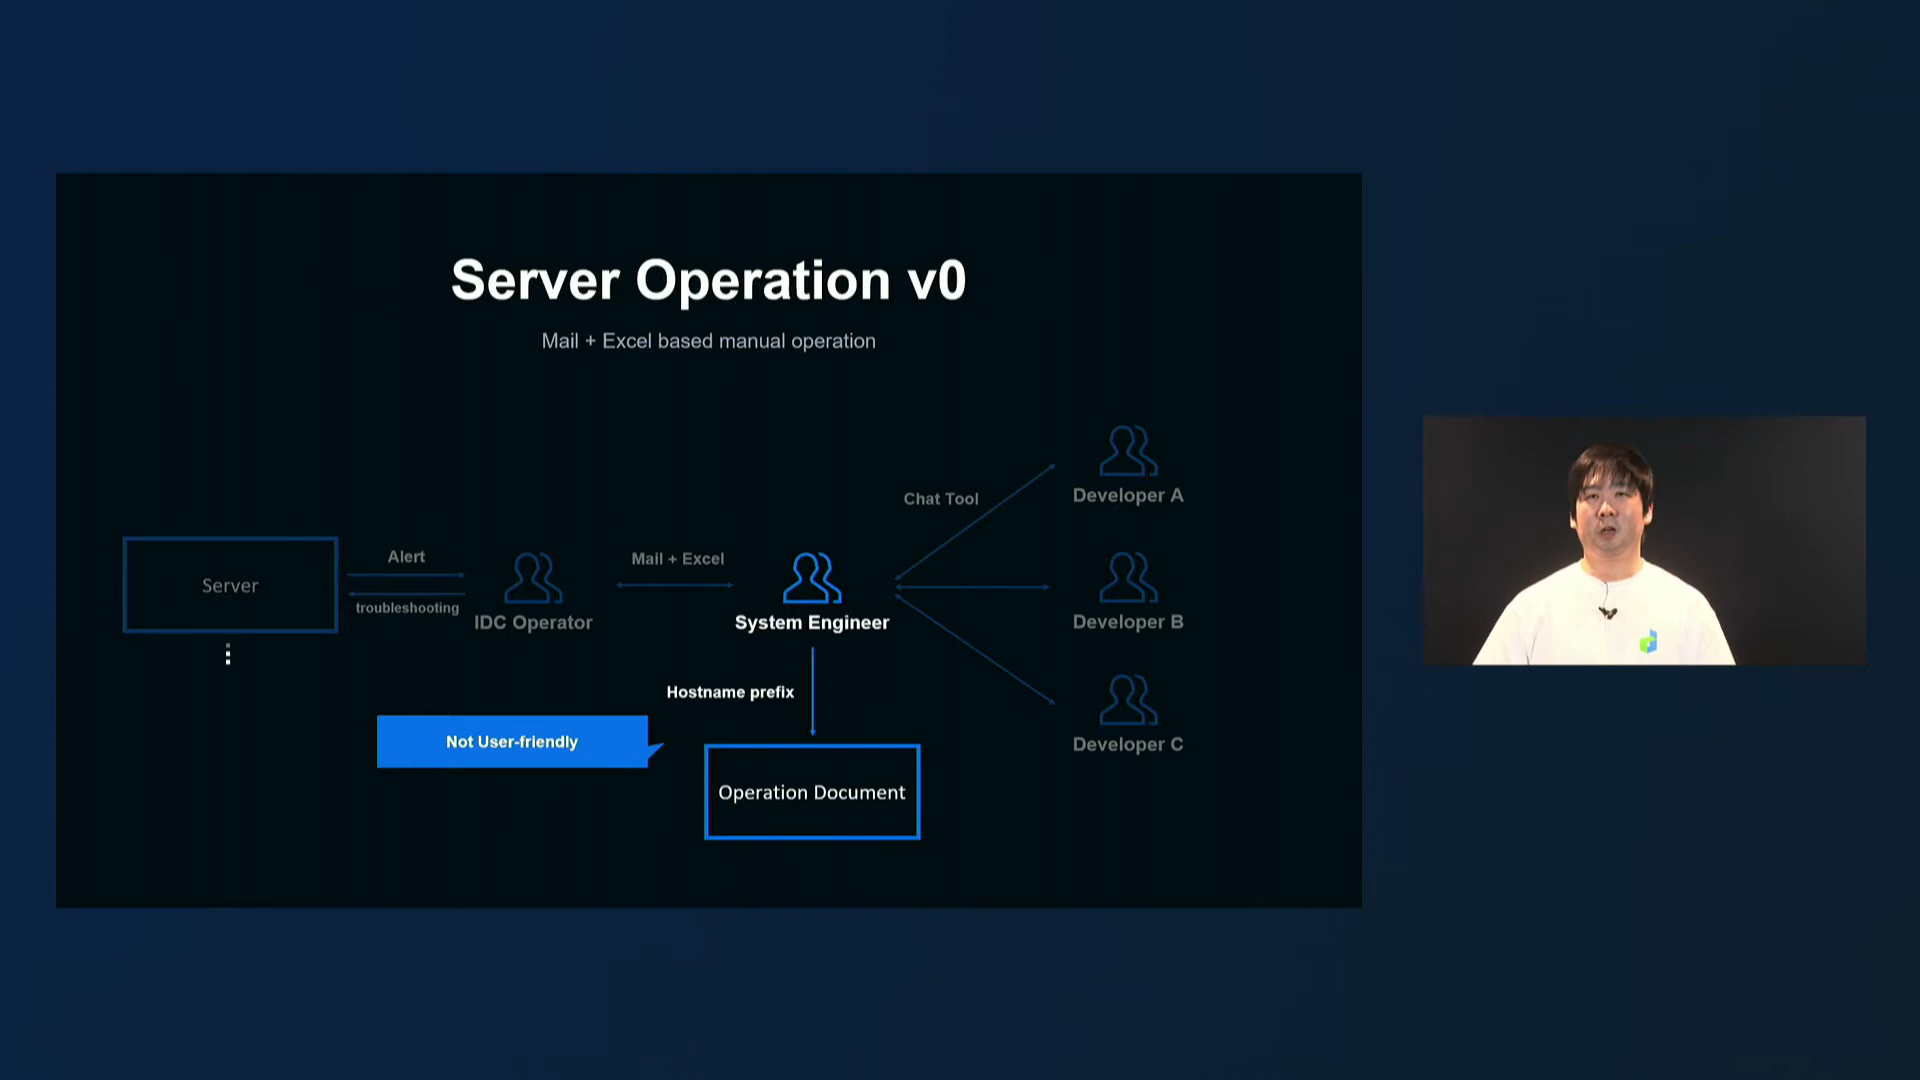 Server Operation v0
Mail + Excel based manual operation
Chat Tool
Developer A
Server
Alert
troubleshooting
IDC Operator
Mail + Excel
System Engineer
Developer B
Hostname prefix
Not User-friendly
Operation Document
Developer C